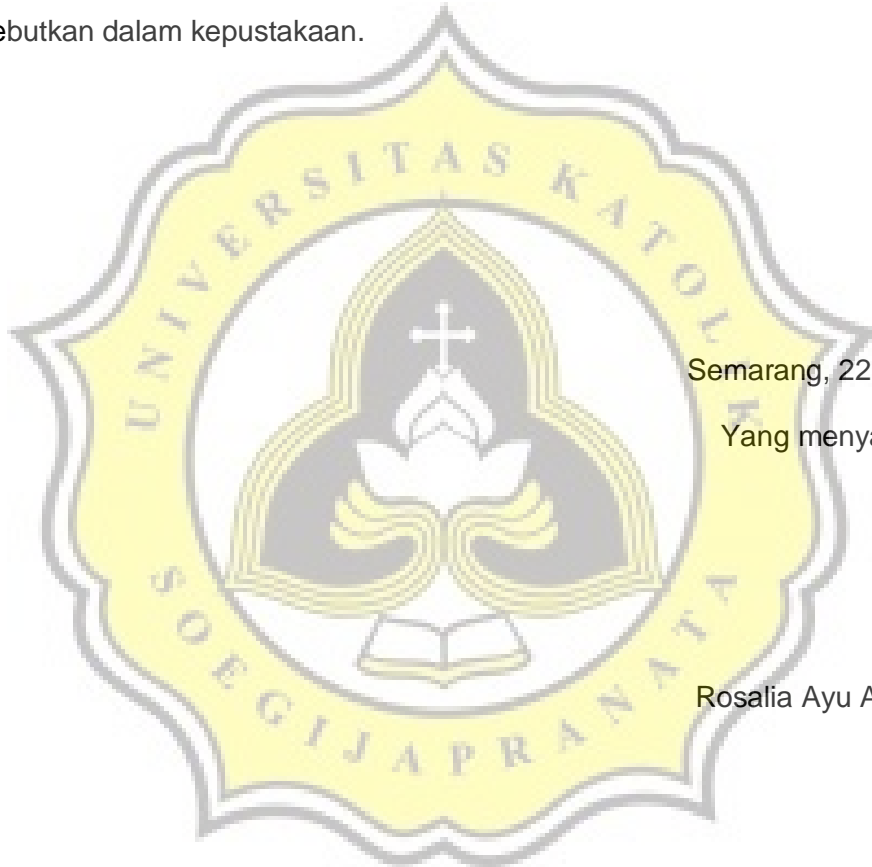 ebutkan dalam kepustakaan.
UNIVERSITAS KATOLIK
Semarang, 22
Yang menya
SOEGIJAPRANATA
Rosalia Ayu A